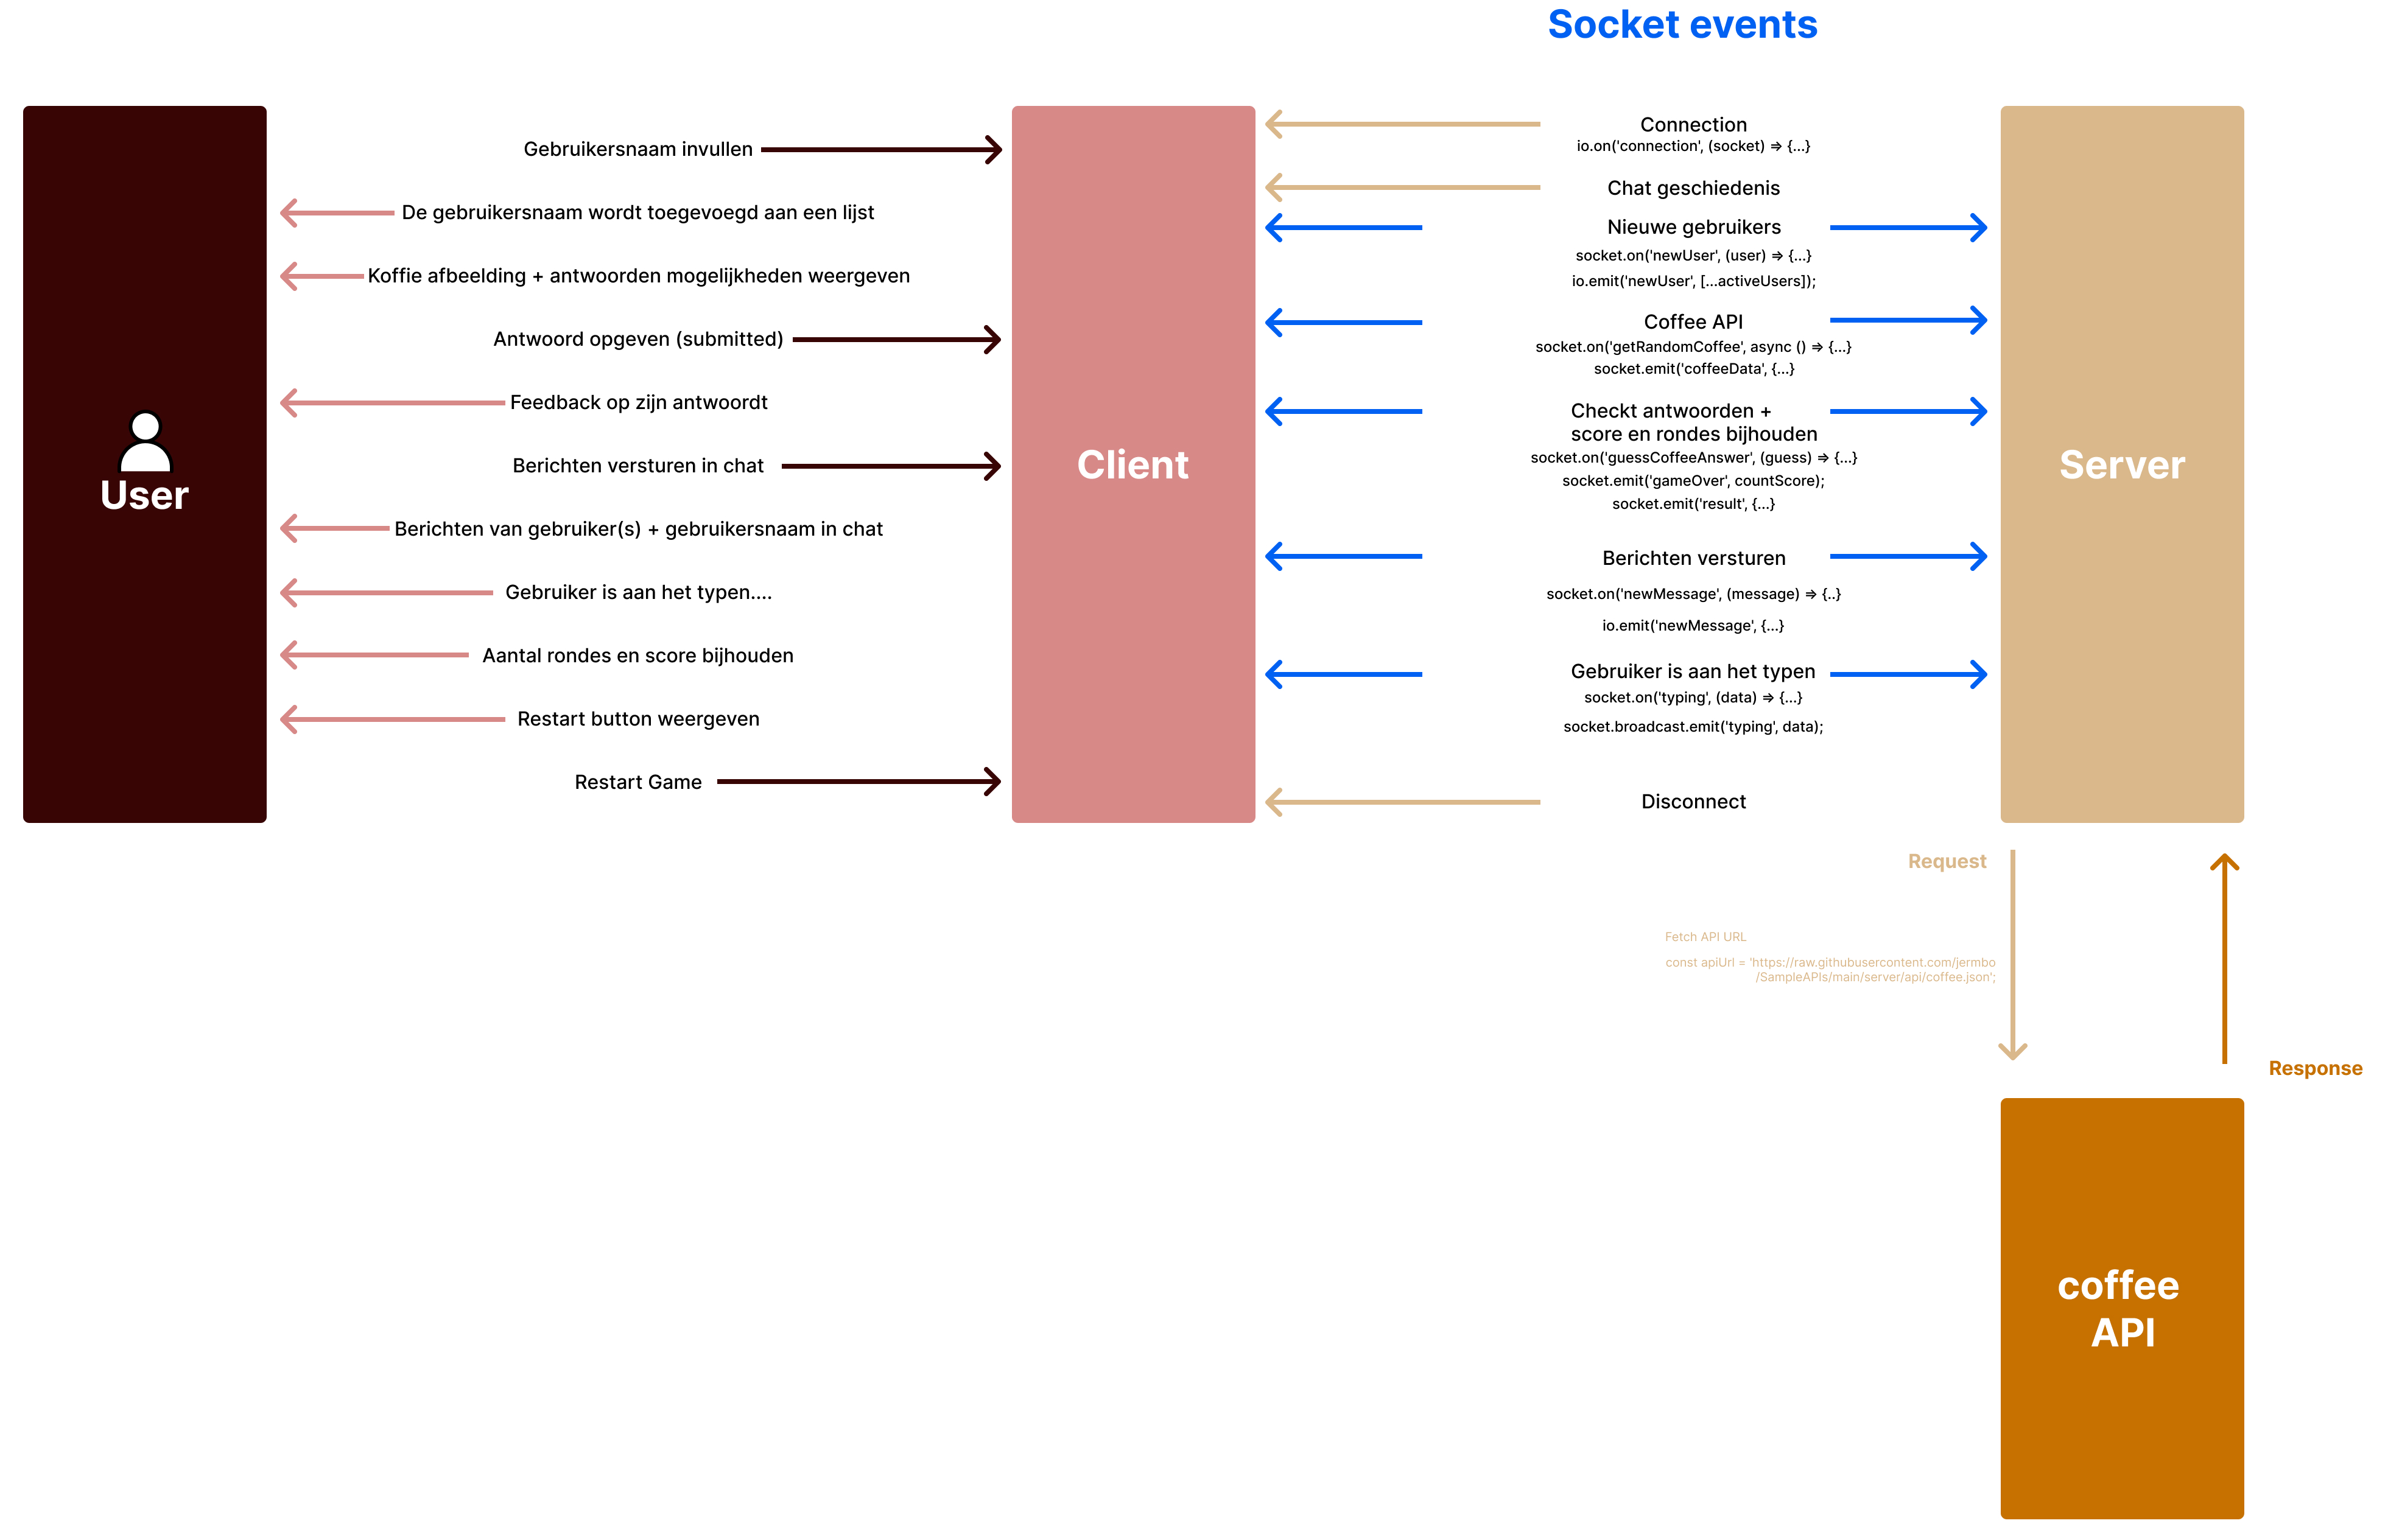 Socket events
User
Gebruikersnaam invullen
De gebruikersnaam wordt toegevoegd aan een lijst
Koffie afbeelding + antwoorden mogelijkheden weergeven
Antwoord opgeven (submitted)
Feedback op zijn antwoordt
Berichten versturen in chat
Berichten van gebruiker(s) + gebruikersnaam in chat
Gebruiker is aan het typen....
Aantal rondes en score bijhouden
Restart button weergeven
Restart Game
Client
Connection
io.on('connection', (socket) => {...}
Chat geschiedenis
Nieuwe gebruikers
socket.on('newUser', (user) => {...}
io.emit('newUser', [...activeUsers]);
Coffee API
socket.on('getRandomCoffee', async () => {...}
socket.emit('coffeeData', {...}
Checkt antwoorden +
score en rondes bijhouden
socket.on('guessCoffeeAnswer', (guess) => {...}
socket.emit('gameOver', countScore);
socket.emit('result', {...}
Berichten versturen
socket.on('newMessage', (message) => {..}
io.emit('newMessage', {...}
Gebruiker is aan het typen
socket.on('typing', (data) => {...}
socket.broadcast.emit('typing', data);
Disconnect
Server
Request
Fetch API URL
const apiUrl = 'https://raw.githubusercontent.com/jermbo
/SampleAPIs/main/server/api/coffee.json';
Response
coffee
API